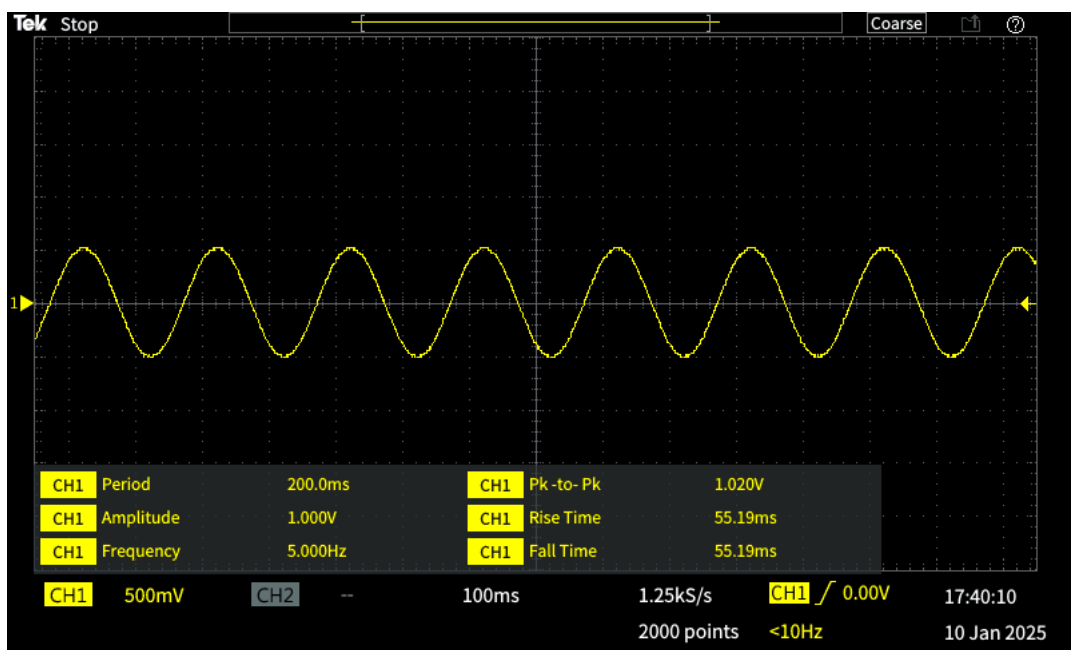 Tek Stop Coarse ?
1
CH1 Period 200.0ms CH1 Pk-to-Pk 1.020V
CH1 Amplitude 1.000V CH1 Rise Time 55.19ms
CH1 Frequency 5.000Hz CH1 Fall Time 55.19ms
CH1 500mV CH2 -- 100ms 1.25kS/s CH1 0.00V 17:40:10
2000 points <10Hz 10 Jan 2025